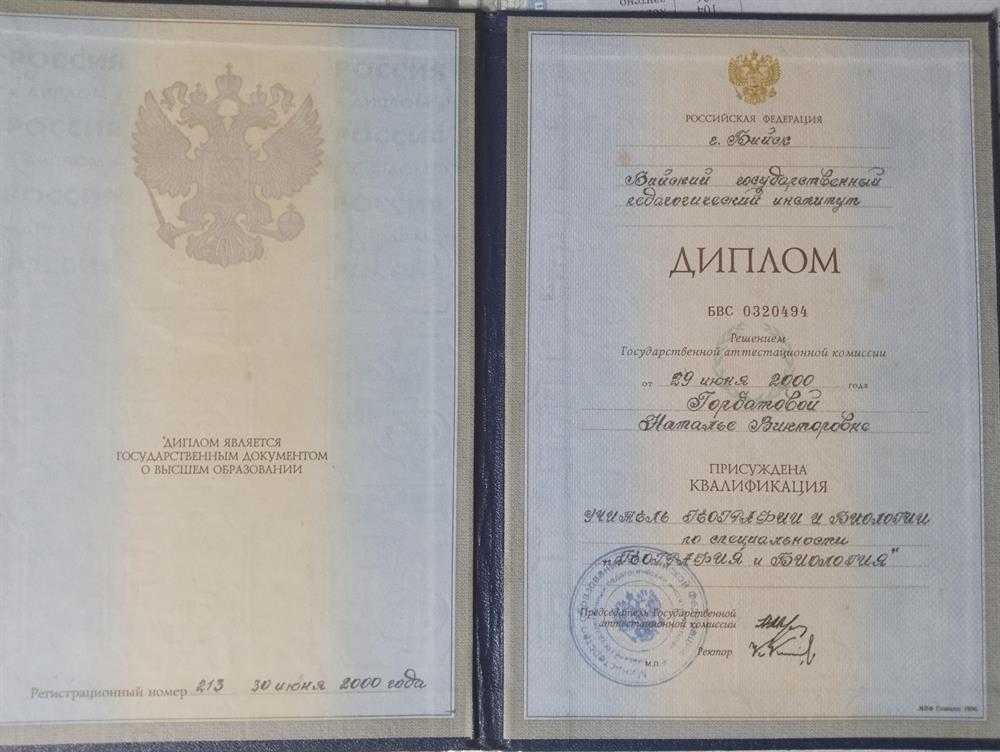 ДИПЛОМ ЯВЛЯЕТСЯ
ГОСУДАРСТВЕННЫМ ДОКУМЕНТОМ
О ВЫСШЕМ ОБРАЗОВАНИИ
Регистрационный номер 213 30 июня 2000 года
РОССИЙСКАЯ ФЕДЕРАЦИЯ
г. Бийск
Бийский государственный
педагогический институт
ДИПЛОМ
БВС 0320494
Решением
Государственной аттестационной комиссии
от 29 июня 2000 года
Горбатовой
Наталье Викторовне
ПРИСУЖДЕНА
КВАЛИФИКАЦИЯ
УЧИТЕЛЬ ГЕОГРАФИИ И БИОЛОГИИ
по специальности
"ГЕОГРАФИЯ и БИОЛОГИЯ"
Председатель Государственной
аттестационной комиссии
Ректор
М.П.